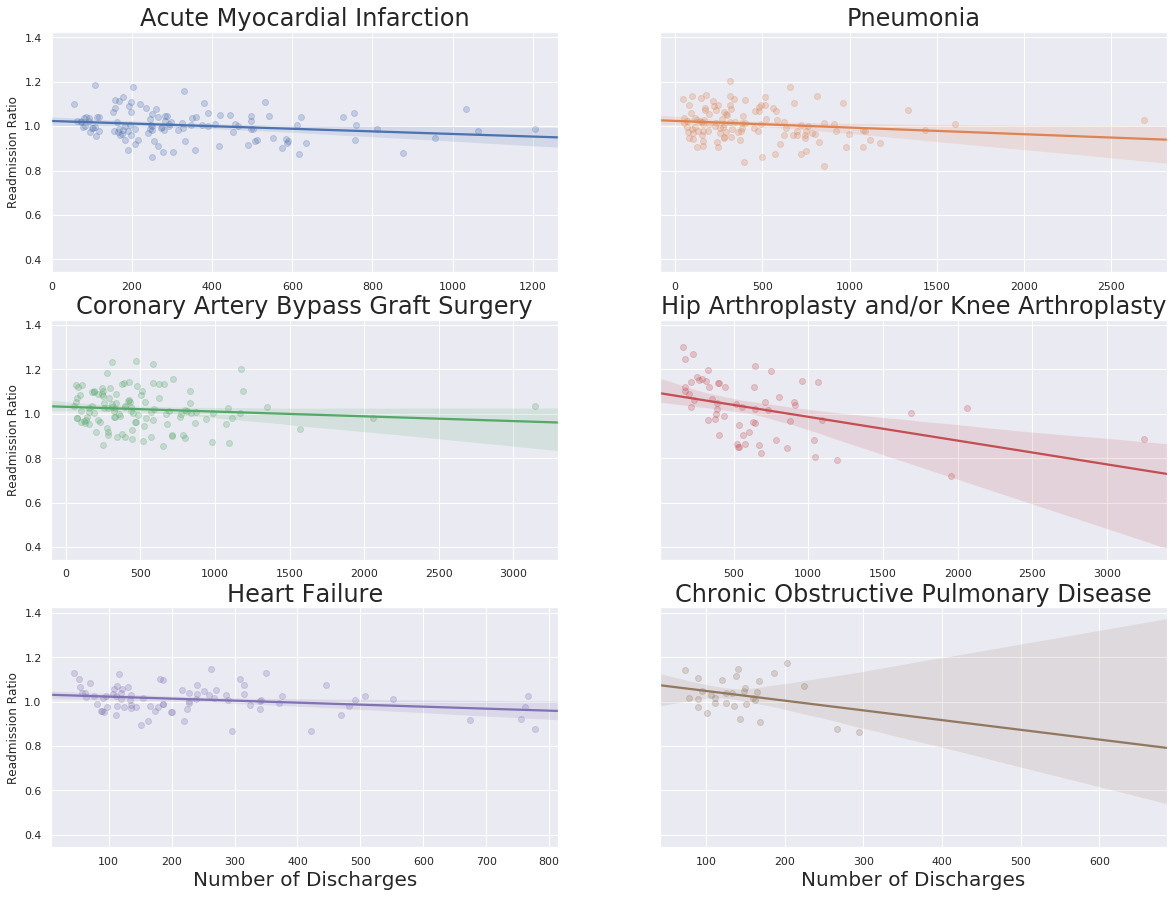 Acute Myocardial Infarction
1.4
1.2
1.0
0.8
0.6
0.4
Readmission Ratio
0 200 400 600 800 1000 1200
Pneumonia
0 500 1000 1500 2000 2500
Coronary Artery Bypass Graft Surgery
1.4
1.2
1.0
0.8
0.6
0.4
Readmission Ratio
0 500 1000 1500 2000 2500 3000
Hip Arthroplasty and/or Knee Arthroplasty
500 1000 1500 2000 2500 3000
Heart Failure
1.4
1.2
1.0
0.8
0.6
0.4
Readmission Ratio
100 200 300 400 500 600 700 800
Number of Discharges
Chronic Obstructive Pulmonary Disease
100 200 300 400 500 600
Number of Discharges